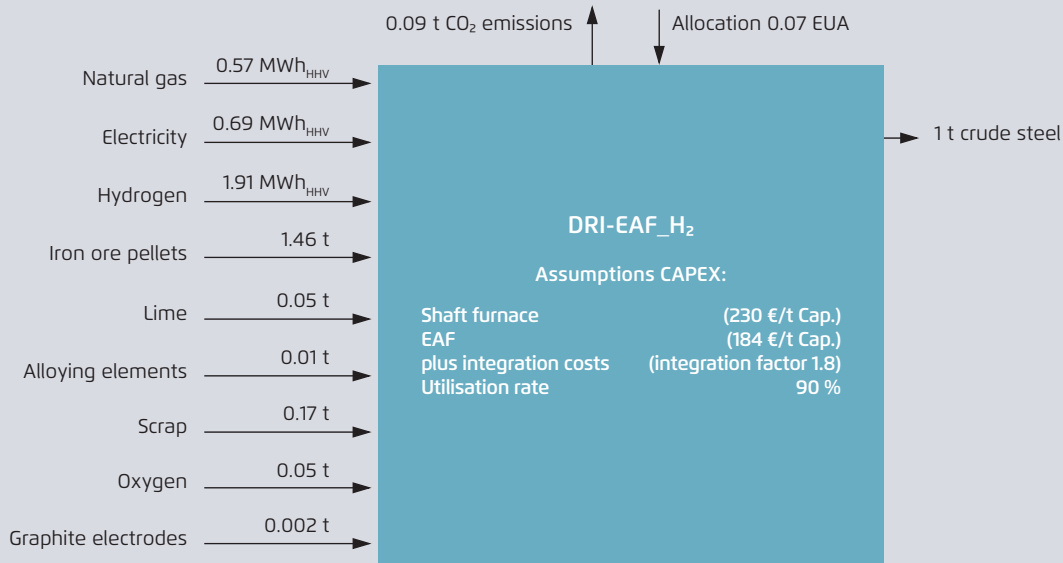 0.09 t CO₂ emissions
Allocation 0.07 EUA
Natural gas 0.57 MWh_HHV
Electricity 0.69 MWh_HHV
1 t crude steel
Hydrogen 1.91 MWh_HHV
Iron ore pellets 1.46 t
Lime 0.05 t
Alloying elements 0.01 t
Scrap 0.17 t
Oxygen 0.05 t
Graphite electrodes 0.002 t
DRI-EAF_H₂
Assumptions CAPEX:
Shaft furnace (230 €/t Cap.)
EAF (184 €/t Cap.)
plus integration costs (integration factor 1.8)
Utilisation rate 90 %